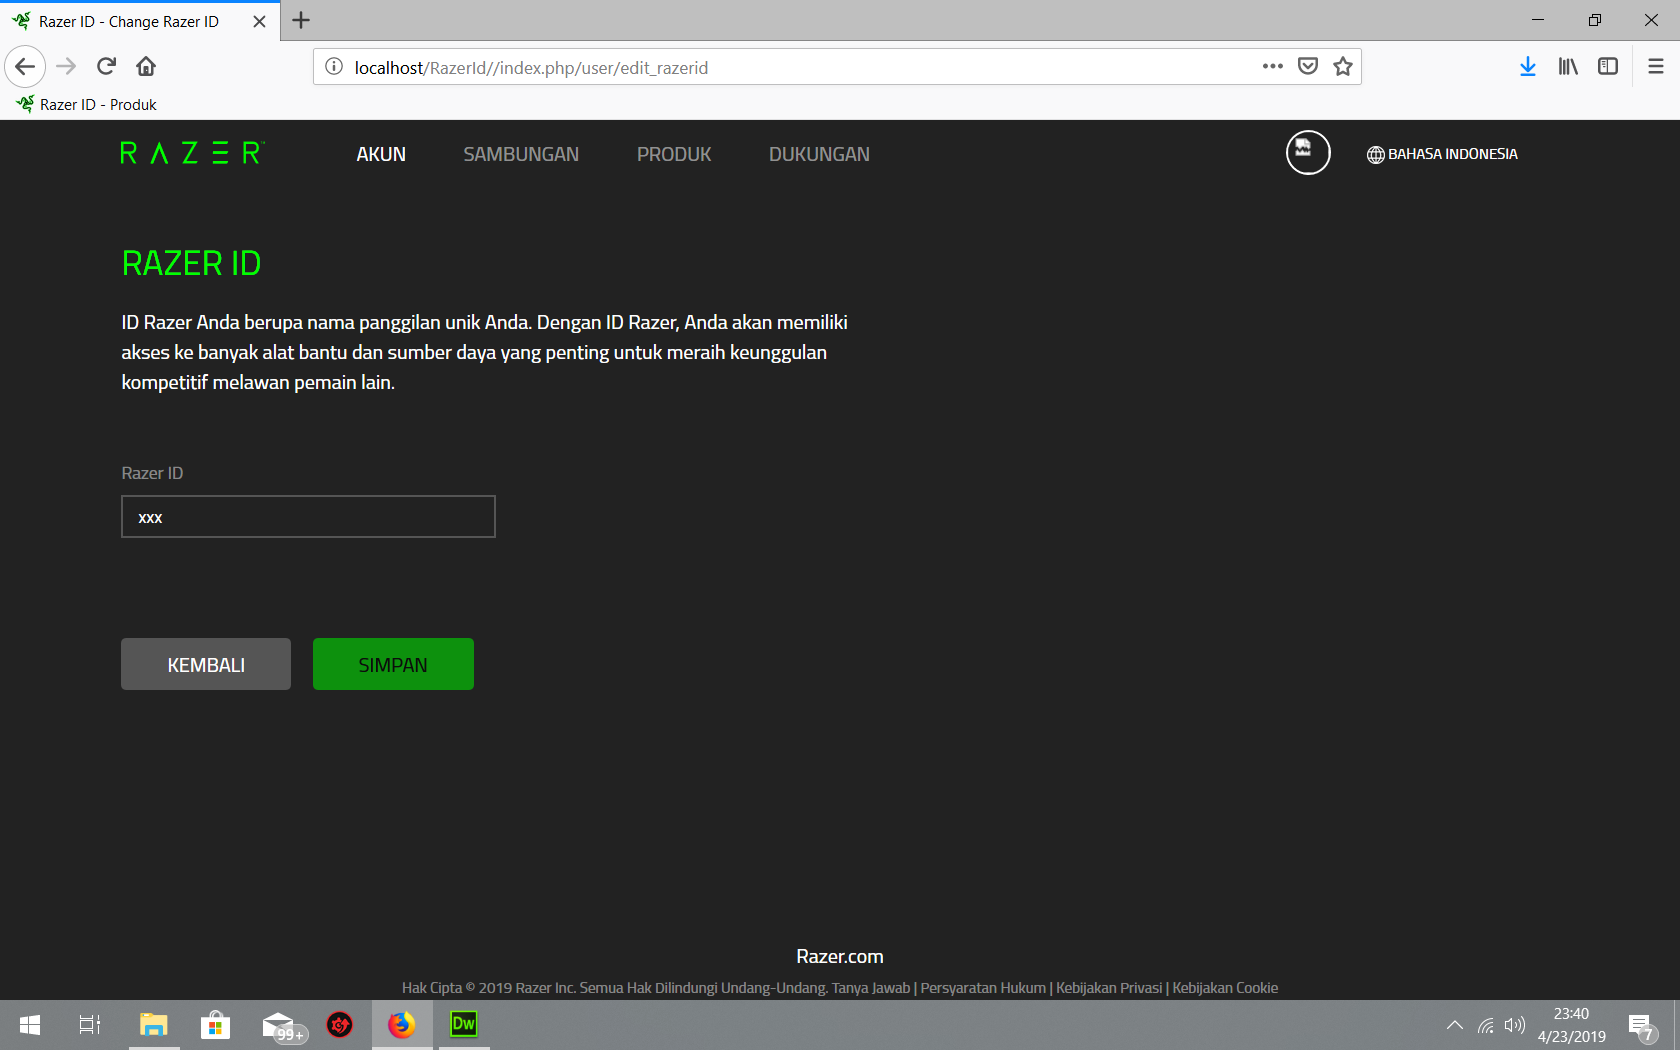 Razer ID - Change Razer ID
localhost/RazerId//index.php/user/edit_razerid
Razer ID - Produk
RAZER AKUN SAMBUNGAN PRODUK DUKUNGAN BAHASA INDONESIA
RAZER ID
ID Razer Anda berupa nama panggilan unik Anda. Dengan ID Razer, Anda akan memiliki
akses ke banyak alat bantu dan sumber daya yang penting untuk meraih keunggulan
kompetitif melawan pemain lain.
Razer ID
xxx
KEMBALI SIMPAN
Razer.com
Hak Cipta © 2019 Razer Inc. Semua Hak Dilindungi Undang-Undang. Tanya Jawab | Persyaratan Hukum | Kebijakan Privasi | Kebijakan Cookie
99+
Dw
23:40
4/23/2019
7